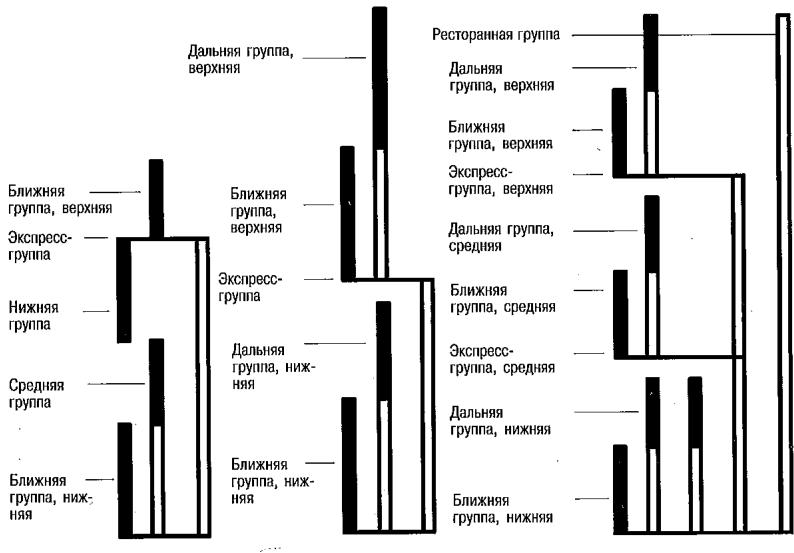 Ближняя
группа, верхняя
Экспресс-
группа
Нижняя
группа
Средняя
группа
Ближняя
группа, ниж-
няя
Дальняя группа,
верхняя
Ближняя
группа,
верхняя
Экспресс-
группа
Дальняя
группа, ниж-
няя
Ближняя
группа, ниж-
няя
Ресторанная группа
Дальняя
группа, верхняя
Ближняя
группа, верхняя
Экспресс-
группа, верхняя
Дальняя группа,
средняя
Ближняя
группа, средняя
Экспресс-
группа, средняя
Дальняя
группа, нижняя
Ближняя
группа, нижняя